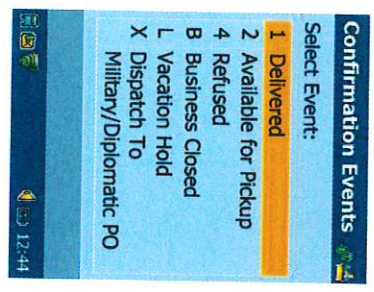 Confirmation Events
Select Event:
1 Delivered
2 Available for Pickup
4 Refused
B Business Closed
L Vacation Hold
X Dispatch To
Military/Diplomatic PO
12:44